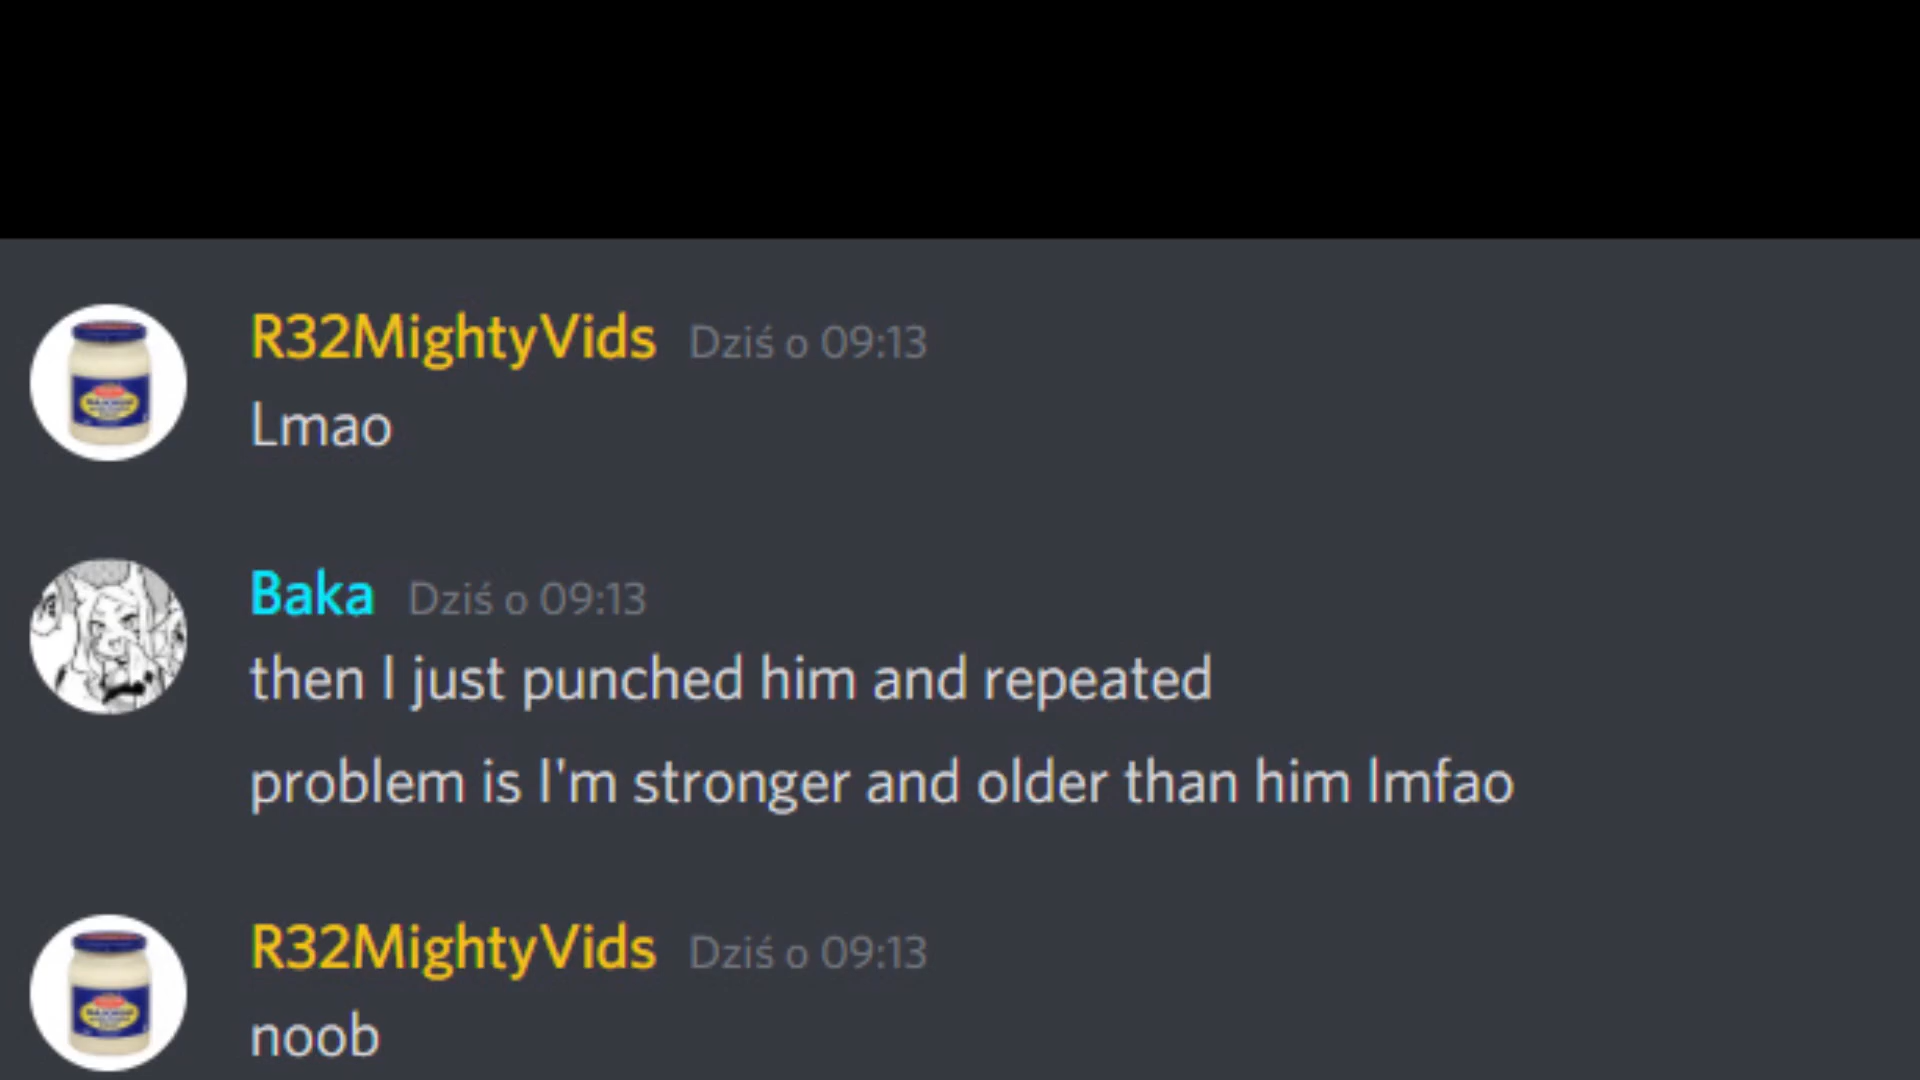 R32MightyVids Dziś o 09:13
Lmao
Baka Dziś o 09:13
then I just punched him and repeated
problem is I'm stronger and older than him lmfao
R32MightyVids Dziś o 09:13
noob